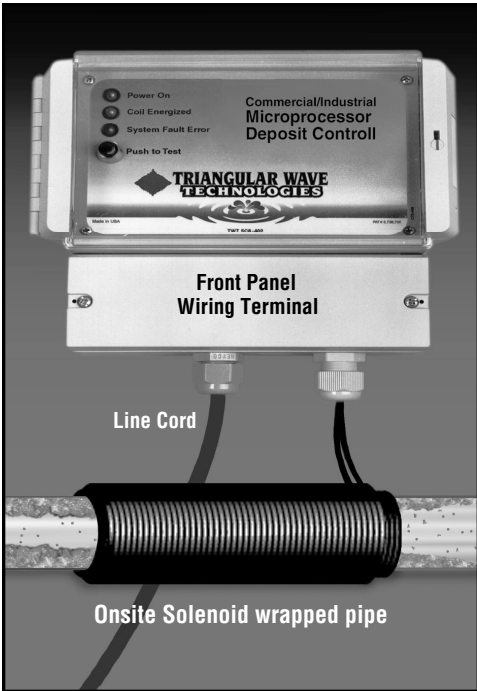 Power On
Coil Energized
System Fault Error
Push to Test
Commercial/Industrial
Microprocessor
Deposit Controll
TRIANGULAR WAVE
TECHNOLOGIES
Made in USA
Front Panel
Wiring Terminal
Line Cord
Onsite Solenoid wrapped pipe